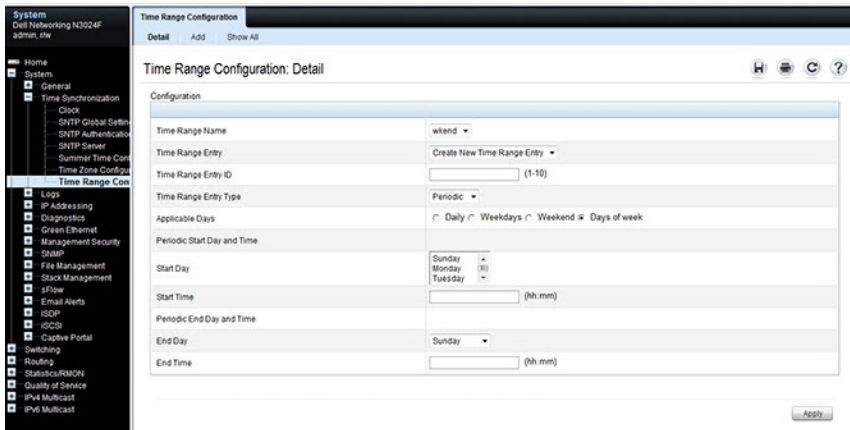 System
Dell Networking N3024F
admin, r/w
Home
System
General
Time Synchronization
Clock
SNTP Global Settin
SNTP Authenticatio
SNTP Server
Summer Time Cont
Time Zone Configur
Time Range Con
Logs
IP Addressing
Diagnostics
Green Ethernet
Management Security
SNMP
File Management
Stack Management
sFlow
Email Alerts
ISDP
iSCSI
Captive Portal
Switching
Routing
Statistics/RMON
Quality of Service
IPv4 Multicast
IPv6 Multicast
Time Range Configuration
Detail Add Show All
Time Range Configuration: Detail
Configuration
Time Range Name wkend
Time Range Entry Create New Time Range Entry
Time Range Entry ID (1-10)
Time Range Entry Type Periodic
Applicable Days Daily Weekdays Weekend Days of week
Periodic Start Day and Time
Start Day Sunday
Monday
Tuesday
Start Time (hh:mm)
Periodic End Day and Time
End Day Sunday
End Time (hh:mm)
Apply